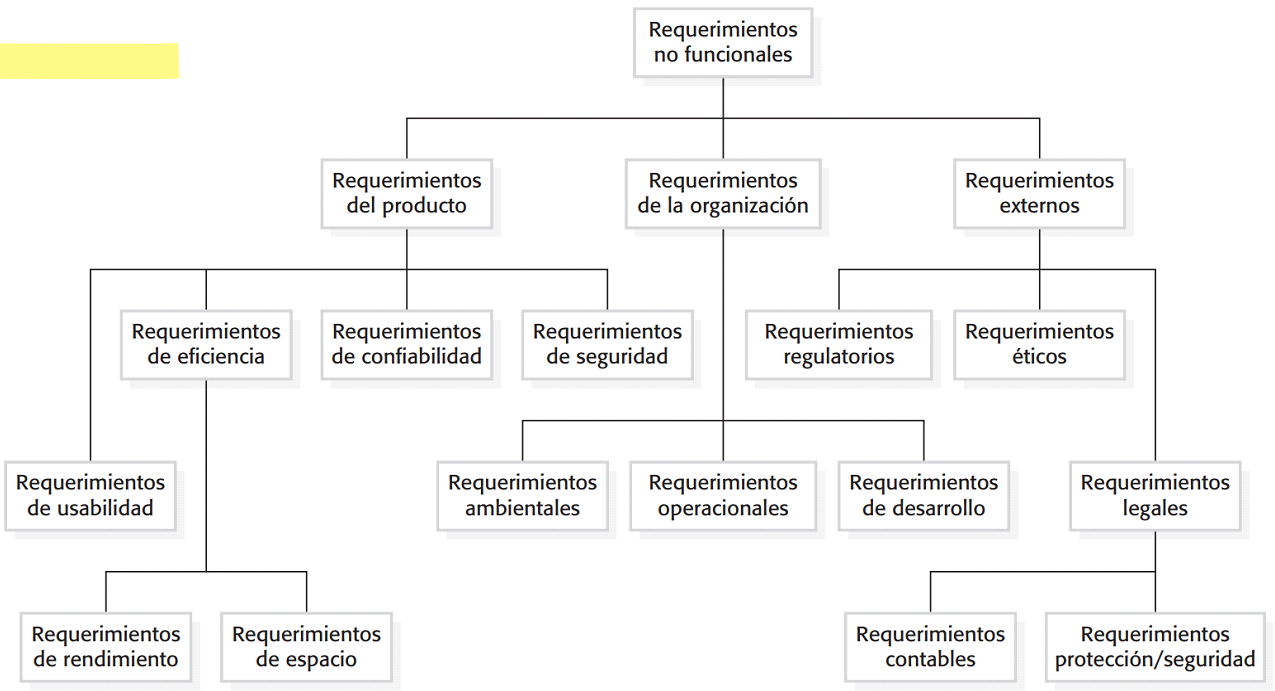 Requerimientos
no funcionales
Requerimientos
del producto
Requerimientos
de la organización
Requerimientos
externos
Requerimientos
de eficiencia
Requerimientos
de confiabilidad
Requerimientos
de seguridad
Requerimientos
regulatorios
Requerimientos
éticos
Requerimientos
de usabilidad
Requerimientos
ambientales
Requerimientos
operacionales
Requerimientos
de desarrollo
Requerimientos
legales
Requerimientos
de rendimiento
Requerimientos
de espacio
Requerimientos
contables
Requerimientos
protección/seguridad